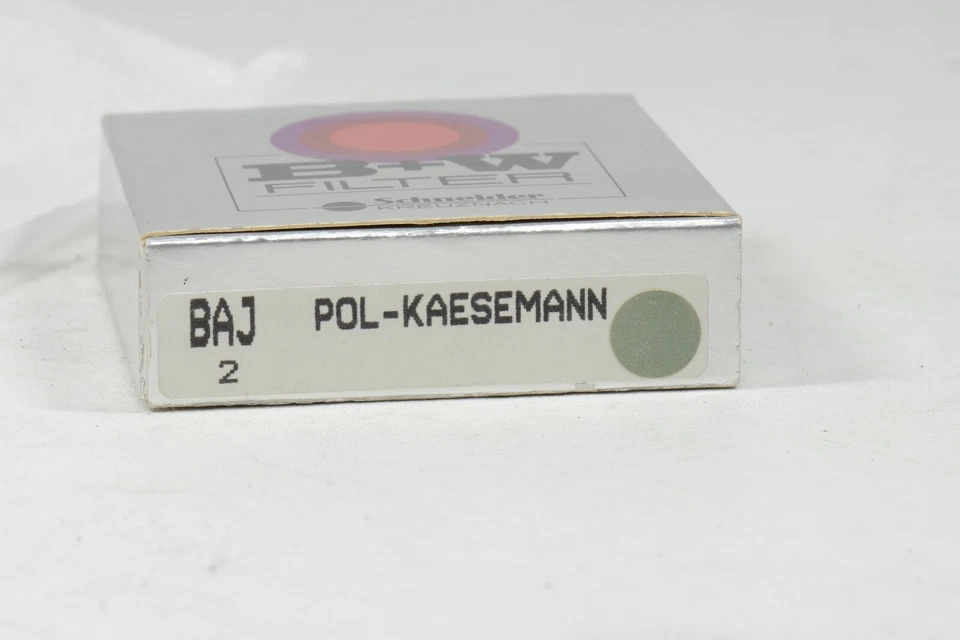 B+W
FILTER
Schneider
KREUZNACH
BAJ POL-KAESEMANN
2